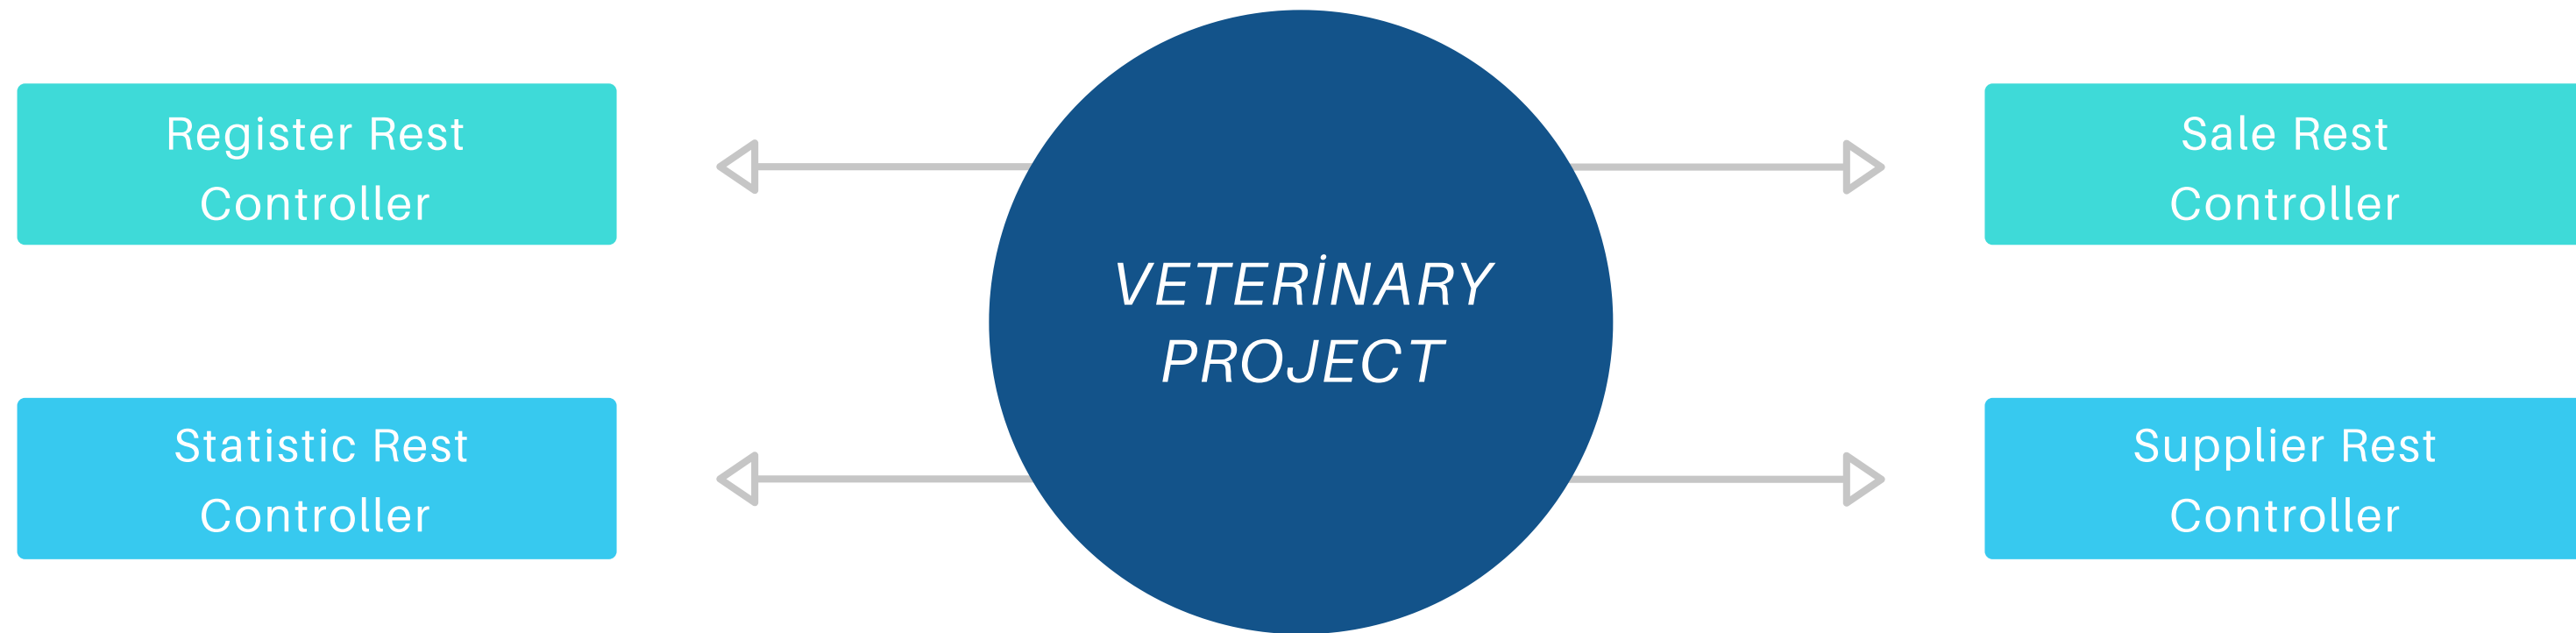 Register Rest
Controller
Statistic Rest
Controller
VETERİNARY
PROJECT
Sale Rest
Controller
Supplier Rest
Controller